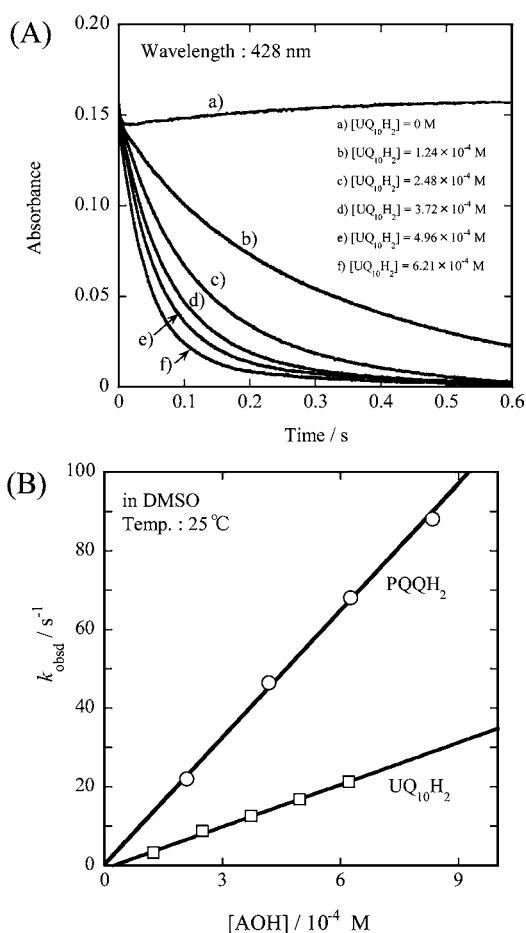 (A)
0.20
0.15
0.10
0.05
0
Absorbance
Wavelength : 428 nm
a)
b)
c)
d)
e)
f)
a) [UQ10H2] = 0 M
b) [UQ10H2] = 1.24 × 10-4 M
c) [UQ10H2] = 2.48 × 10-4 M
d) [UQ10H2] = 3.72 × 10-4 M
e) [UQ10H2] = 4.96 × 10-4 M
f) [UQ10H2] = 6.21 × 10-4 M
0 0.1 0.2 0.3 0.4 0.5 0.6
Time / s
(B)
100
80
60
40
20
0
kobsd / s-1
in DMSO
Temp. : 25 °C
PQQH2
UQ10H2
0 3 6 9
[AOH] / 10-4 M